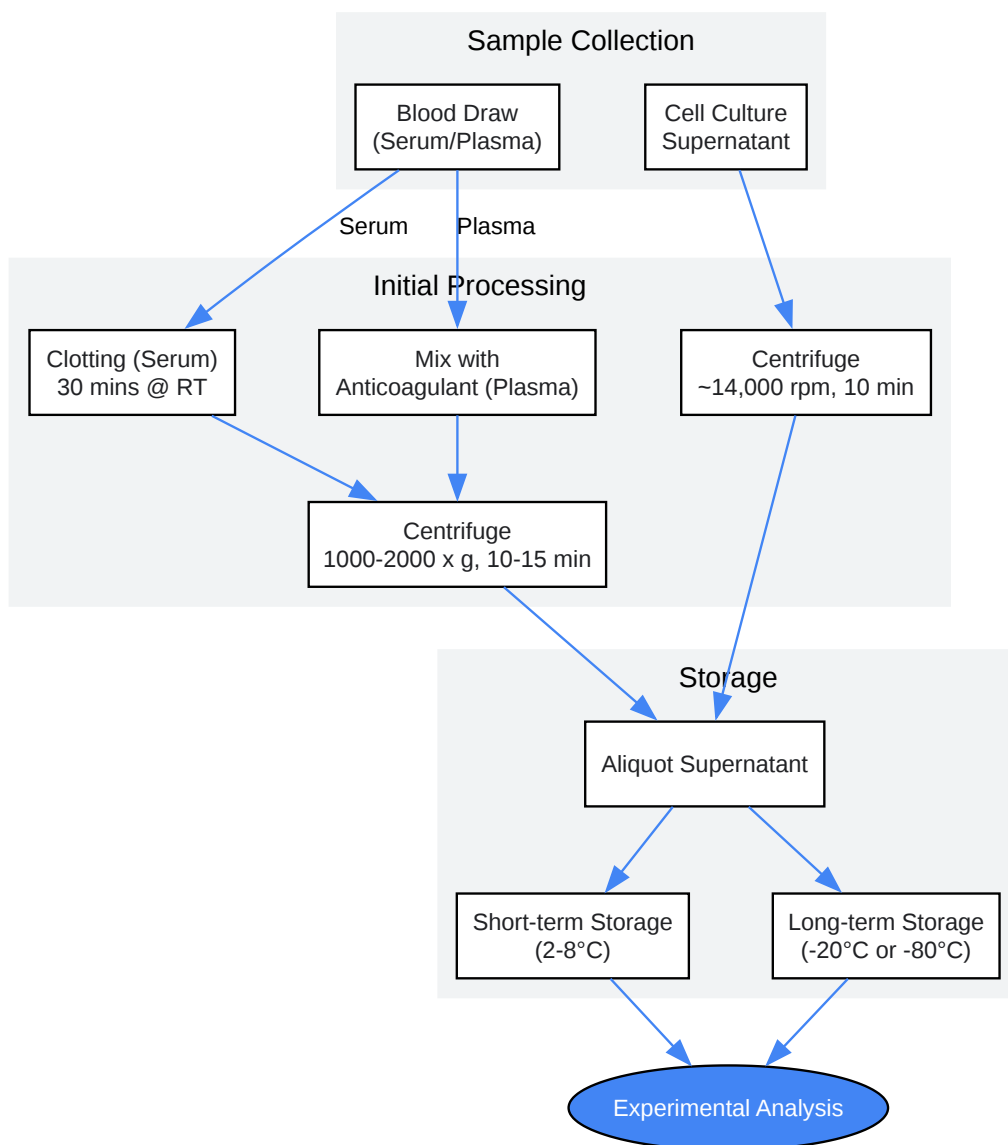 Sample Collection
Blood Draw
(Serum/Plasma)
Cell Culture
Supernatant
Serum
Plasma
Initial Processing
Clotting (Serum)
30 mins @ RT
Mix with
Anticoagulant (Plasma)
Centrifuge
~14,000 rpm, 10 min
Centrifuge
1000-2000 x g, 10-15 min
Storage
Aliquot Supernatant
Short-term Storage
(2-8°C)
Long-term Storage
(-20°C or -80°C)
Experimental Analysis